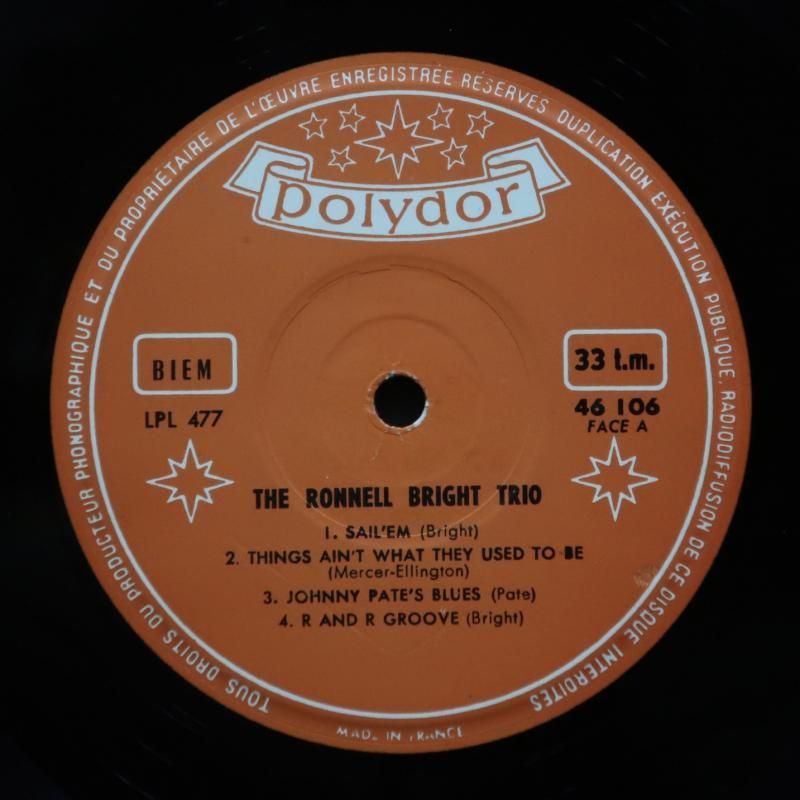 TOUS DROITS DU PRODUCTEUR PHONOGRAPHIQUE ET DU PROPRIÉTAIRE DE L'ŒUVRE ENREGISTRÉE RÉSERVÉS DUPLICATION EXÉCUTION PUBLIQUE, RADIODIFFUSION DE CE DISQUE INTERDITES
polydor
BIEM
33 t.m.
LPL 477
46 106
FACE A
THE RONNELL BRIGHT TRIO
1. SAIL'EM (Bright)
2. THINGS AIN'T WHAT THEY USED TO BE
(Mercer-Ellington)
3. JOHNNY PATE'S BLUES (Pate)
4. R AND R GROOVE (Bright)
MADE IN FRANCE